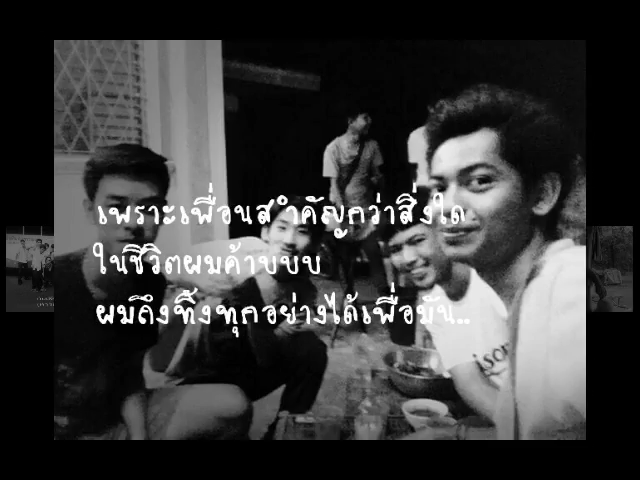 เพราะเพื่อนสำคัญกว่าสิ่งใด
ในชีวิตผมค้าบบบ
ผมถึงทิ้งทุกอย่างได้เพื่อมัน..